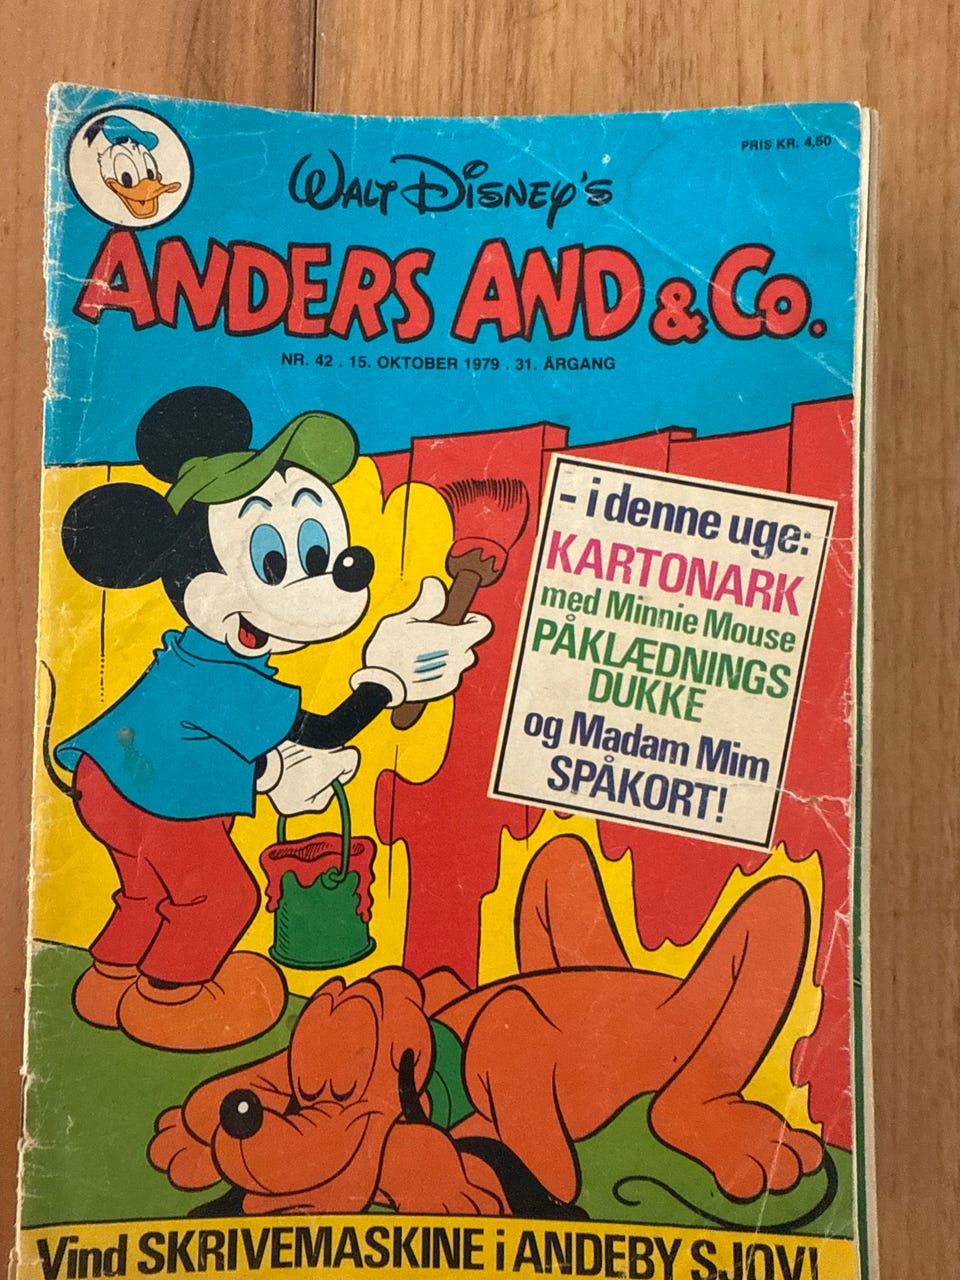 PRIS KR. 4,50
WALT DISNEY'S
ANDERS AND & CO.
NR. 42 . 15. OKTOBER 1979 . 31. ÅRGANG
- i denne uge:
KARTONARK
med Minnie Mouse
PÅKLÆDNINGS
DUKKE
og Madam Mim
SPÅKORT!
Vind SKRIVEMASKINE i ANDEBY SJOV!